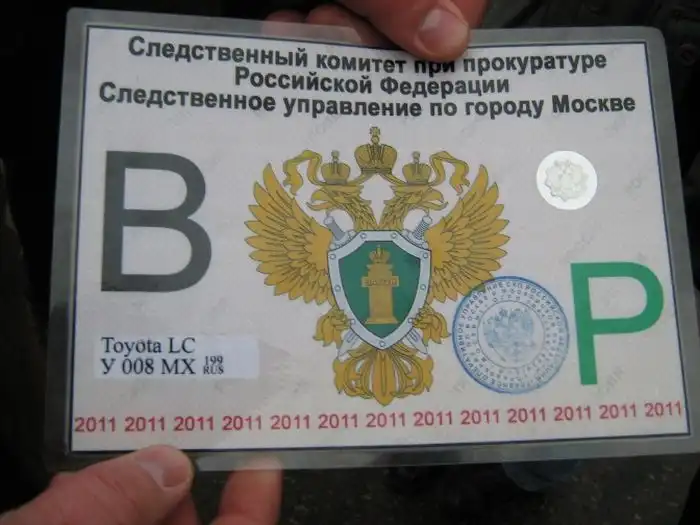 Следственный комитет при прокуратуре
Российской Федерации
Следственное управление по городу Москве
В
Р
Toyota LC
У 008 МХ 199
RUS
2011 2011 2011 2011 2011 2011 2011 2011 2011 2011 2011 2011 2011